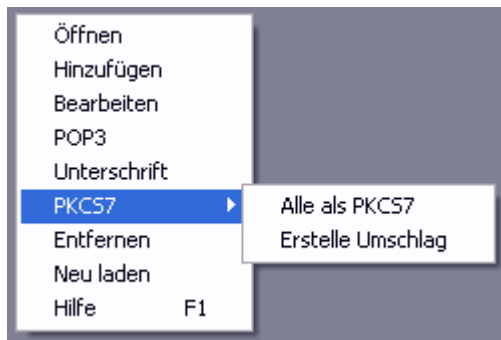 Öffnen
Hinzufügen
Bearbeiten
POP3
Unterschrift
PKCS7
Alle als PKCS7
Entfernen
Erstelle Umschlag
Neu laden
Hilfe F1